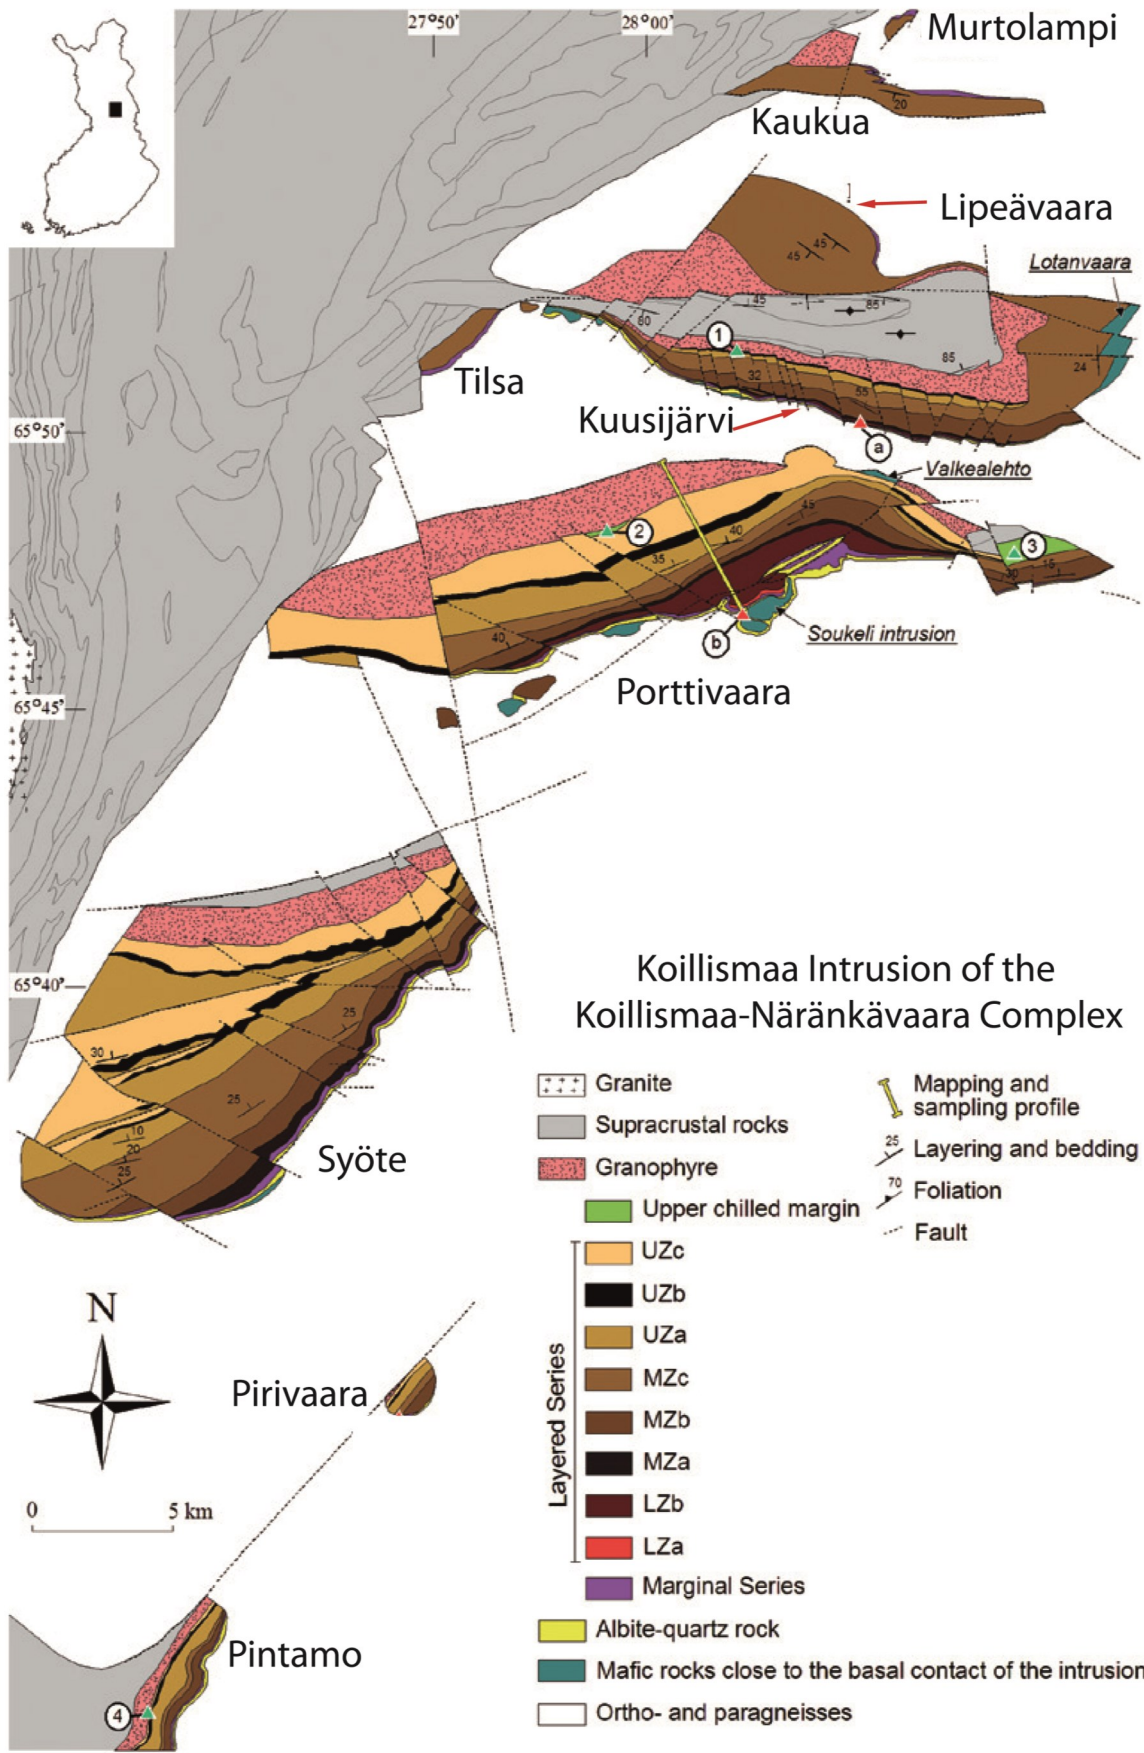 27°50'
28°00'
Murtolampi
20
Kaukua
Lipeävaara
45
45
Lotanvaara
45
85
60
1
85
24
32
55
Tilsa
Kuusijärvi
65°50'
a
Valkealehto
45
2
40
3
35
30
15
40
b
Soukeli intrusion
Porttivaara
65°45'
65°40'
25
30
25
10
20
25
Syöte
Koillismaa Intrusion of the
Koillismaa-Näränkävaara Complex
Granite
Supracrustal rocks
Granophyre
Upper chilled margin
Layered Series
UZc
UZb
UZa
MZc
MZb
MZa
LZb
LZa
Marginal Series
Albite-quartz rock
Mafic rocks close to the basal contact of the intrusion
Ortho- and paragneisses
Mapping and
sampling profile
25
Layering and bedding
70
Foliation
Fault
N
0
5 km
Pirivaara
Pintamo
4